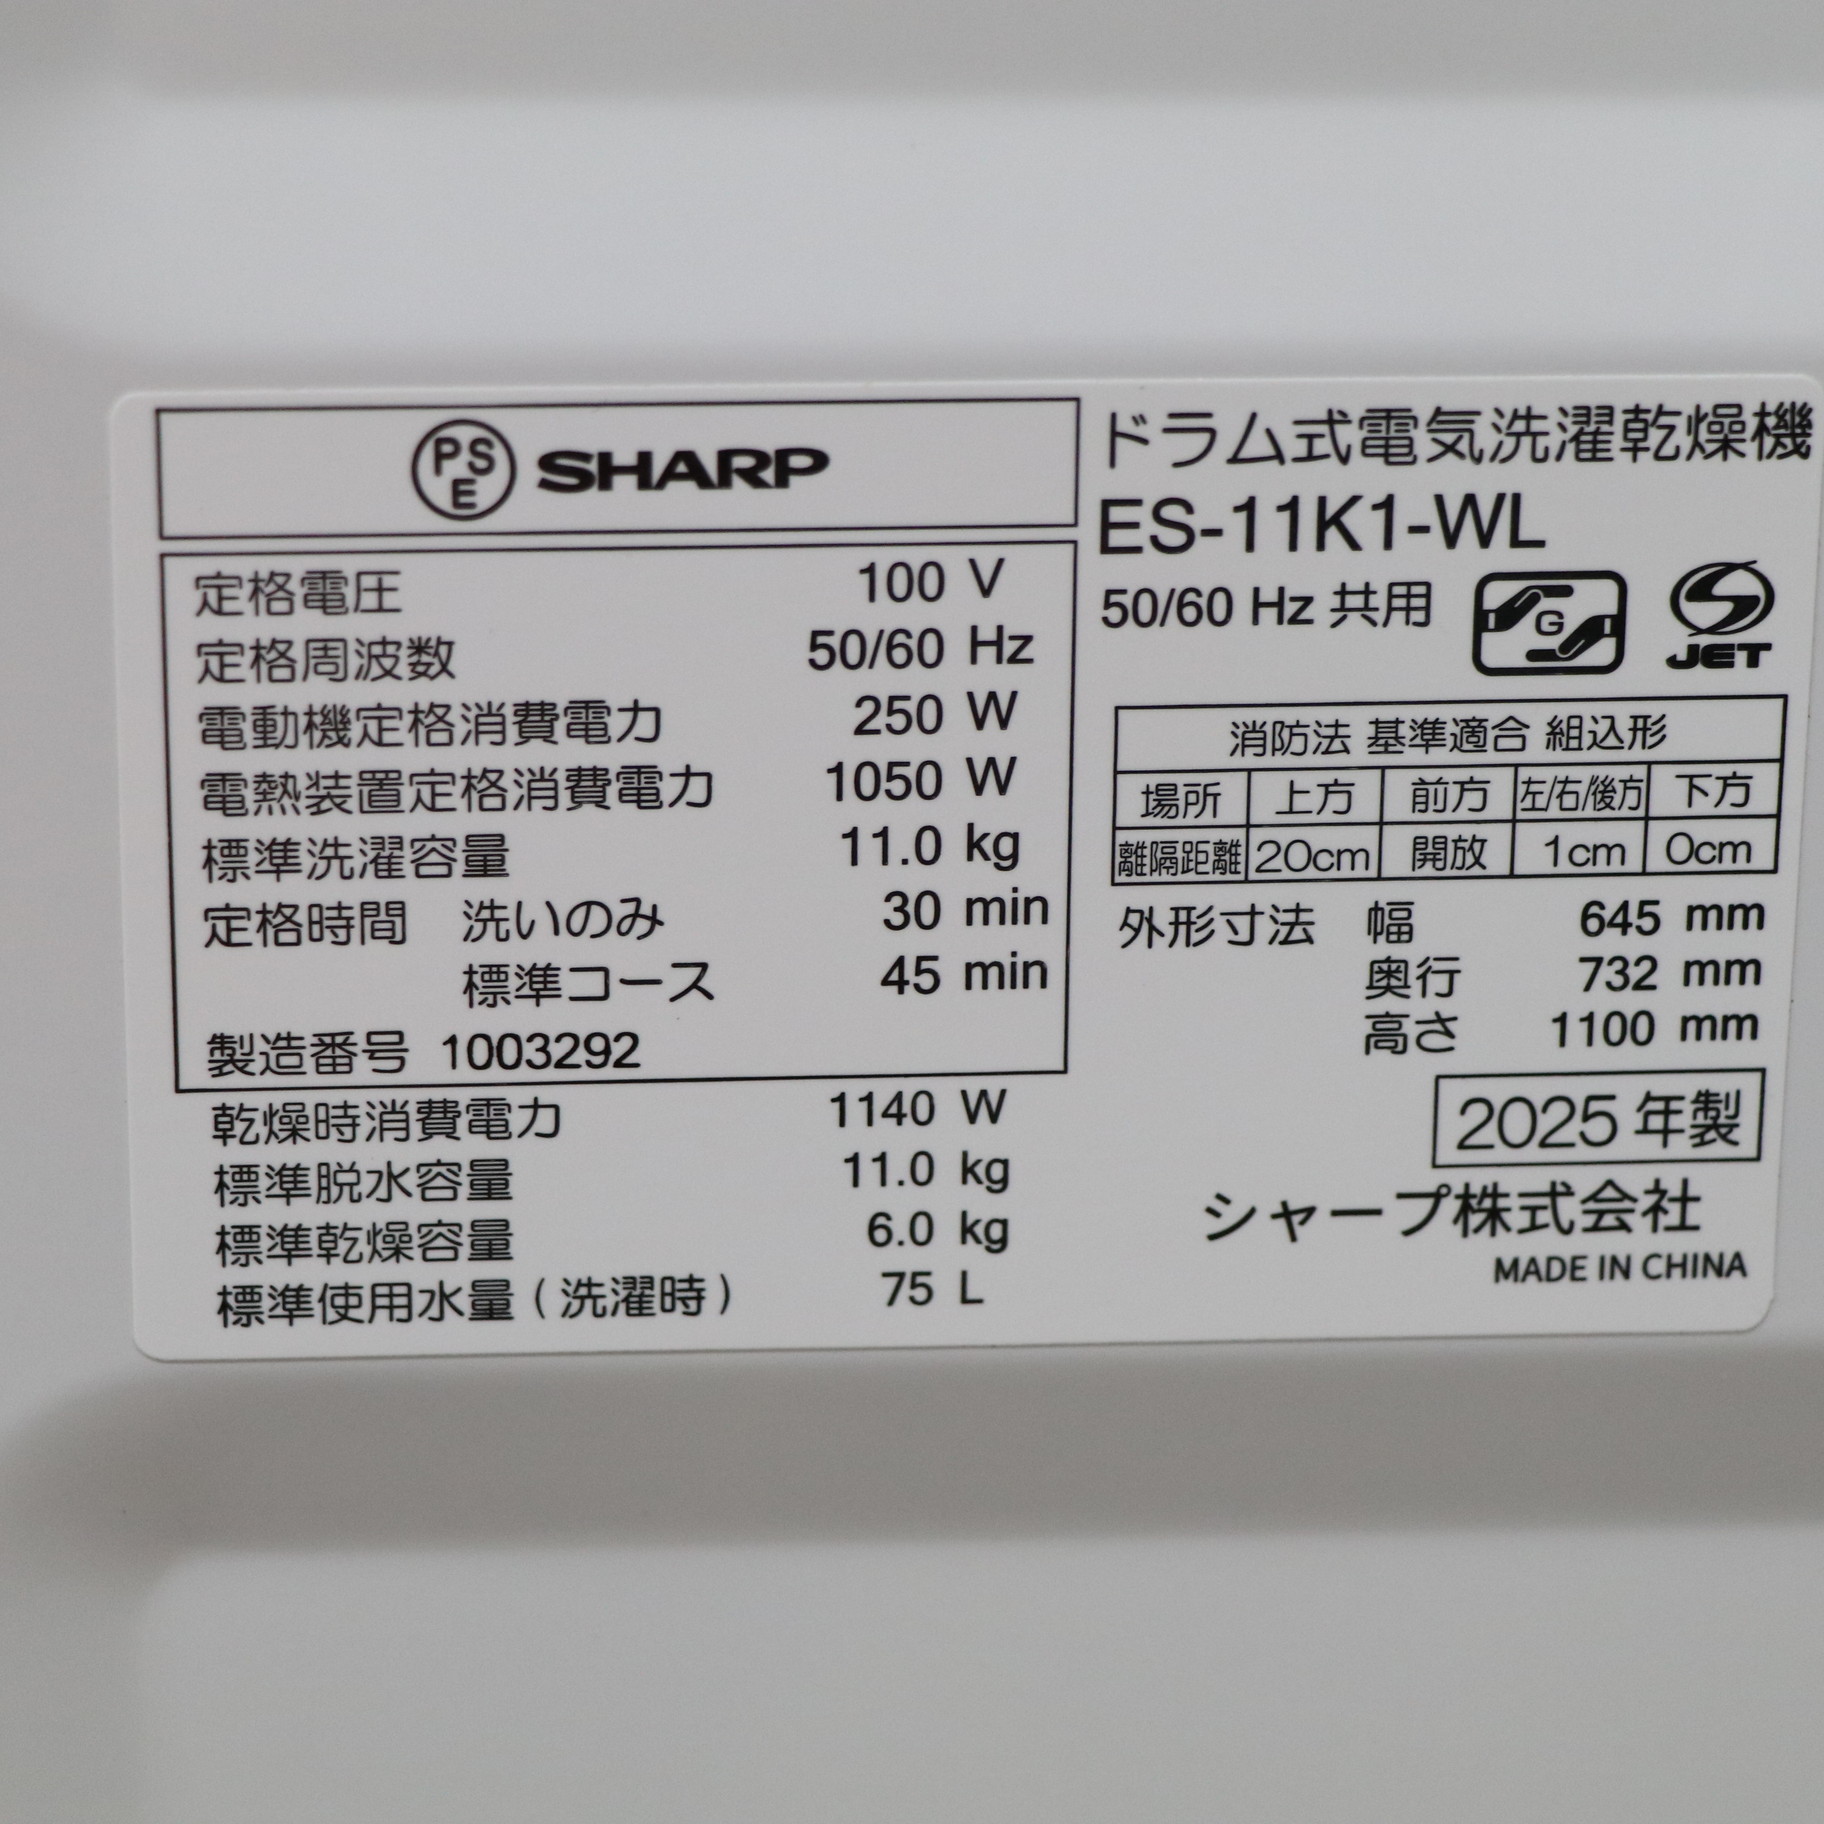 PSE SHARP
定格電圧 100 V
定格周波数 50/60 Hz
電動機定格消費電力 250 W
電熱装置定格消費電力 1050 W
標準洗濯容量 11.0 kg
定格時間 洗いのみ 30 min
標準コース 45 min
製造番号 1003292
乾燥時消費電力 1140 W
標準脱水容量 11.0 kg
標準乾燥容量 6.0 kg
標準使用水量(洗濯時) 75 L
ドラム式電気洗濯乾燥機
ES-11K1-WL
50/60 Hz 共用 G JET
消防法 基準適合 組込形
場所 上方 前方 左/右/後方 下方
離隔距離 20cm 開放 1cm 0cm
外形寸法 幅 645 mm
奥行 732 mm
高さ 1100 mm
2025 年製
シャープ株式会社
MADE IN CHINA